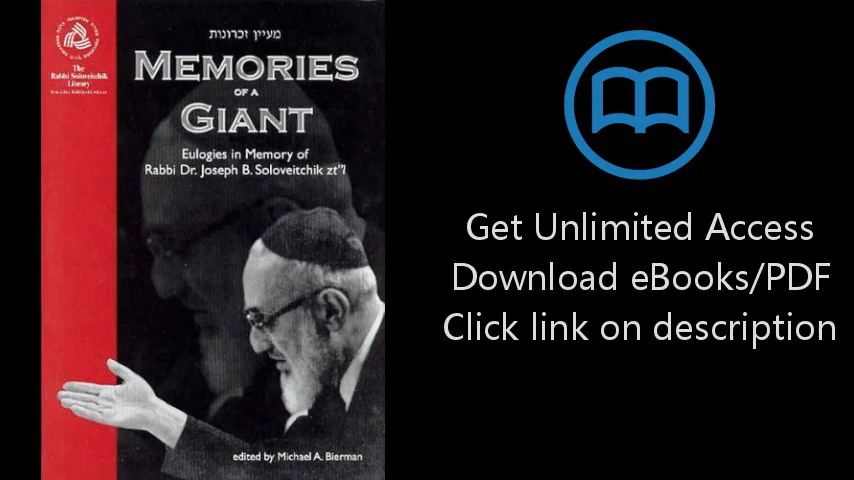 The
Rabbi Soloveitchik
Library
מעיין זכרונות
MEMORIES
OF A
GIANT
Eulogies in Memory of
Rabbi Dr. Joseph B. Soloveitchik zt"l
edited by Michael A. Bierman
Get Unlimited Access
Download eBooks/PDF
Click link on description